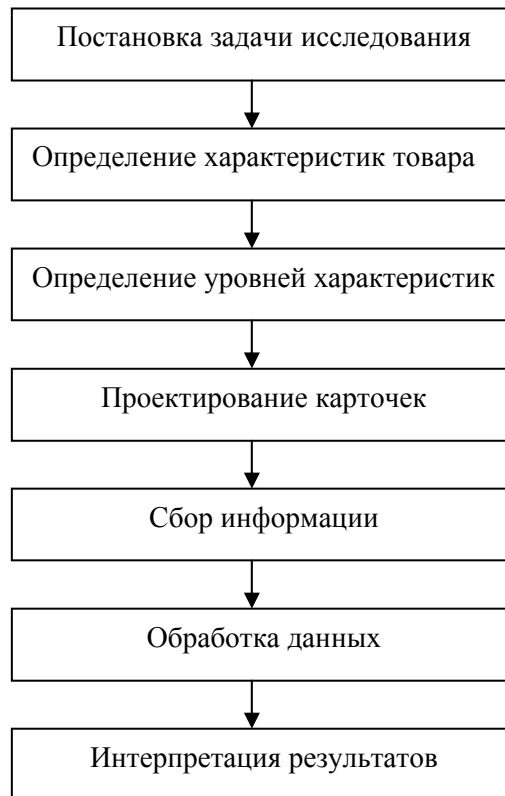 Постановка задачи исследования
Определение характеристик товара
Определение уровней характеристик
Проектирование карточек
Сбор информации
Обработка данных
Интерпретация результатов